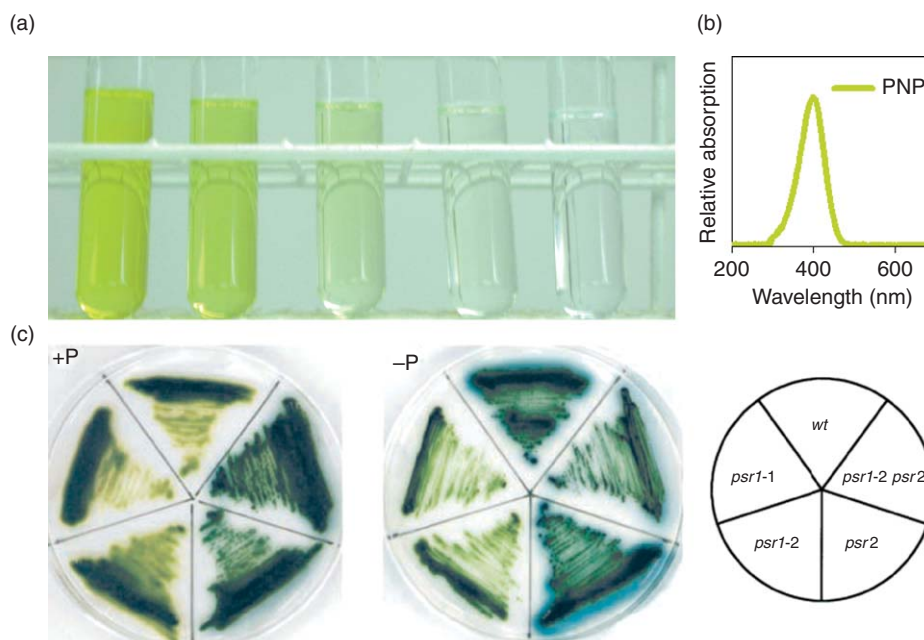 (a)
(b)
PNP
Relative absorption
200 400 600
Wavelength (nm)
(c)
+P
–P
wt
psr1-1
psr1-2 psr2
psr1-2
psr2